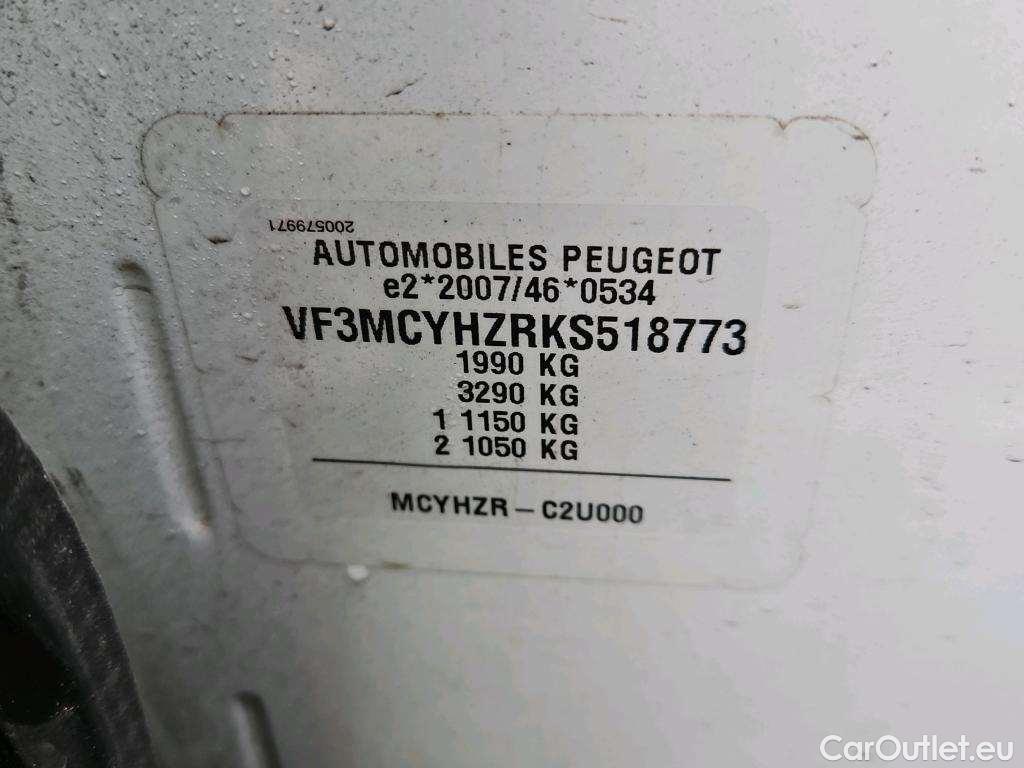 200579971
AUTOMOBILES PEUGEOT
e2*2007/46*0534
VF3MCYHZRKS518773
1990 KG
3290 KG
1 1150 KG
2 1050 KG
MCYHZR – C2U000
CarOutlet.eu